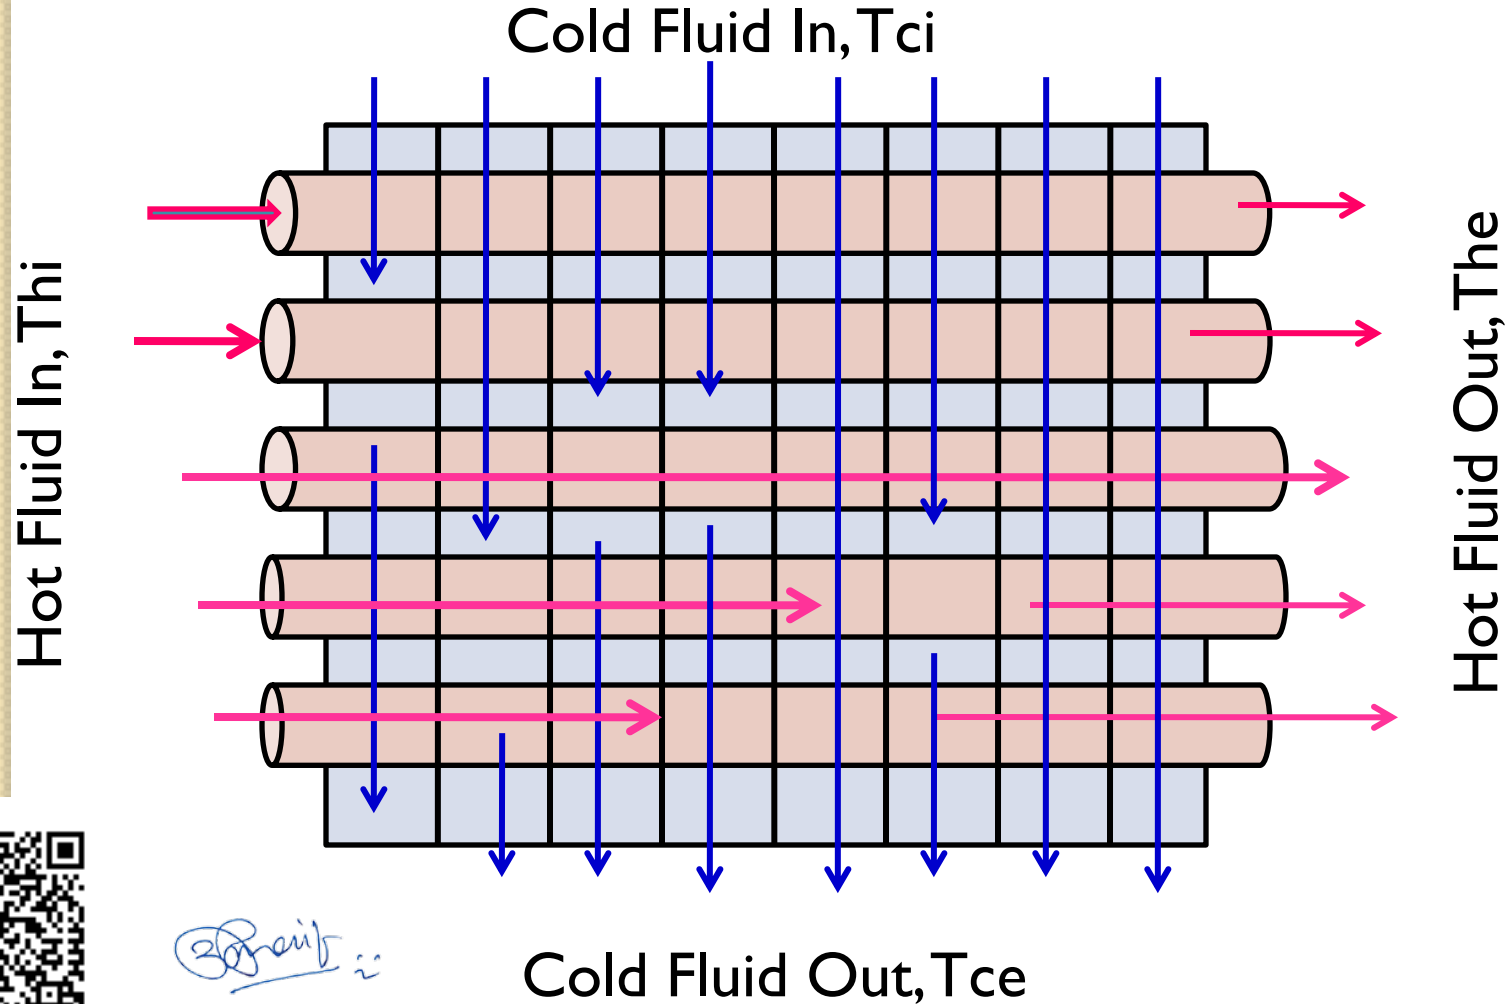 Cold Fluid In, Tci
Hot Fluid In, Thi
Hot Fluid Out, The
Cold Fluid Out, Tce